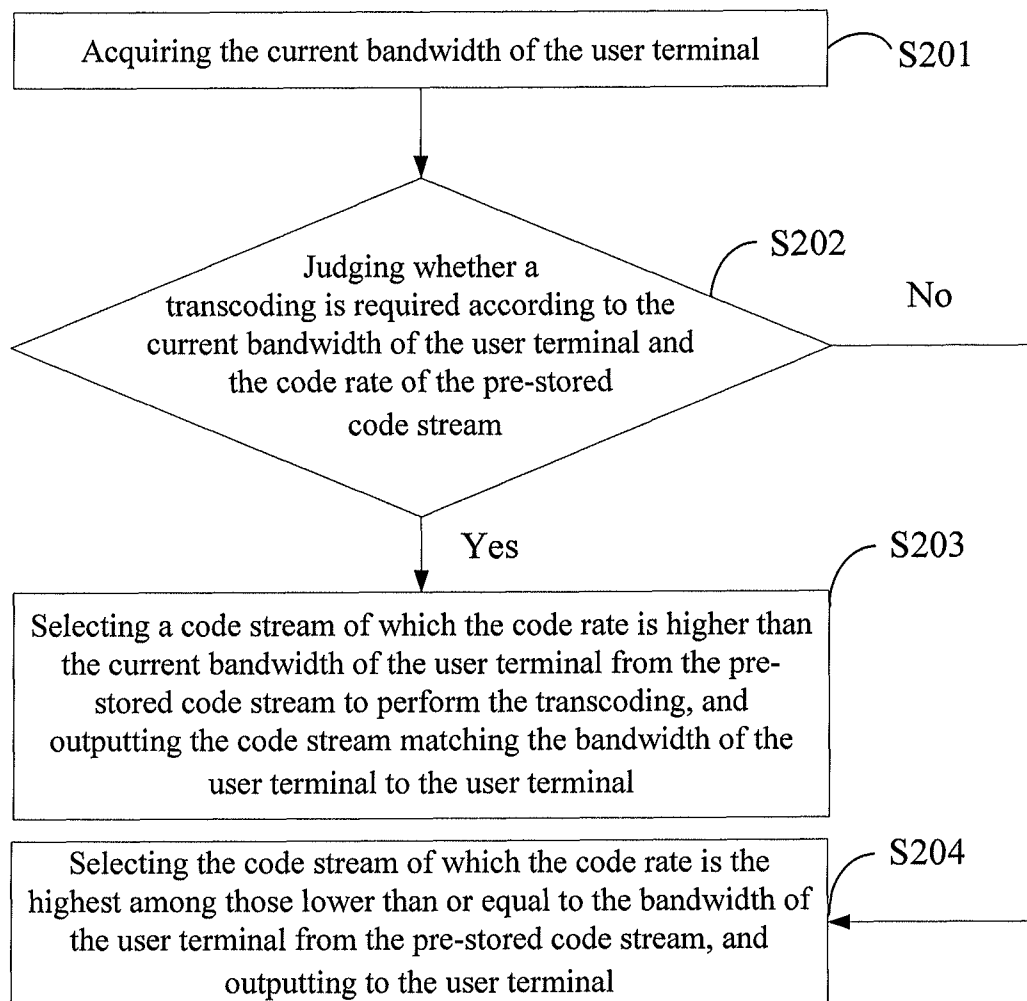 Acquiring the current bandwidth of the user terminal
S201
S202
Judging whether a
transcoding is required according to the
current bandwidth of the user terminal and
the code rate of the pre-stored
code stream
No
Yes
S203
Selecting a code stream of which the code rate is higher than
the current bandwidth of the user terminal from the pre-
stored code stream to perform the transcoding, and
outputting the code stream matching the bandwidth of the
user terminal to the user terminal
S204
Selecting the code stream of which the code rate is the
highest among those lower than or equal to the bandwidth of
the user terminal from the pre-stored code stream, and
outputting to the user terminal